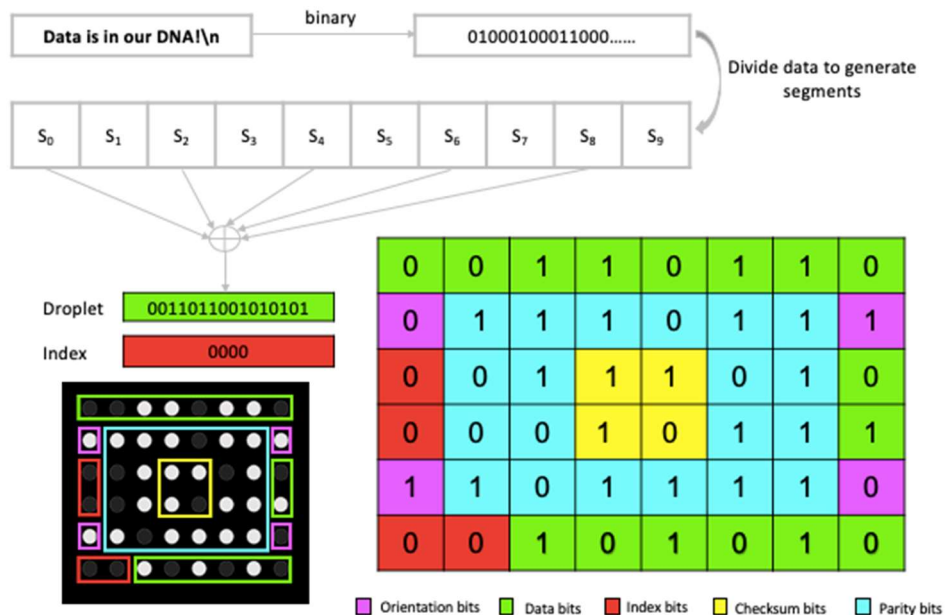 Data is in our DNA!\n
binary
01000100011000......
Divide data to generate
segments
S₀ S₁ S₂ S₃ S₄ S₅ S₆ S₇ S₈ S₉
Droplet 0011011001010101
Index 0000
0 0 1 1 0 1 1 0
0 1 1 1 0 1 1 1
0 0 1 1 1 0 1 0
0 0 0 1 0 1 1 1
1 1 0 1 1 1 1 0
0 0 1 0 1 0 1 0
Orientation bits Data bits Index bits Checksum bits Parity bits